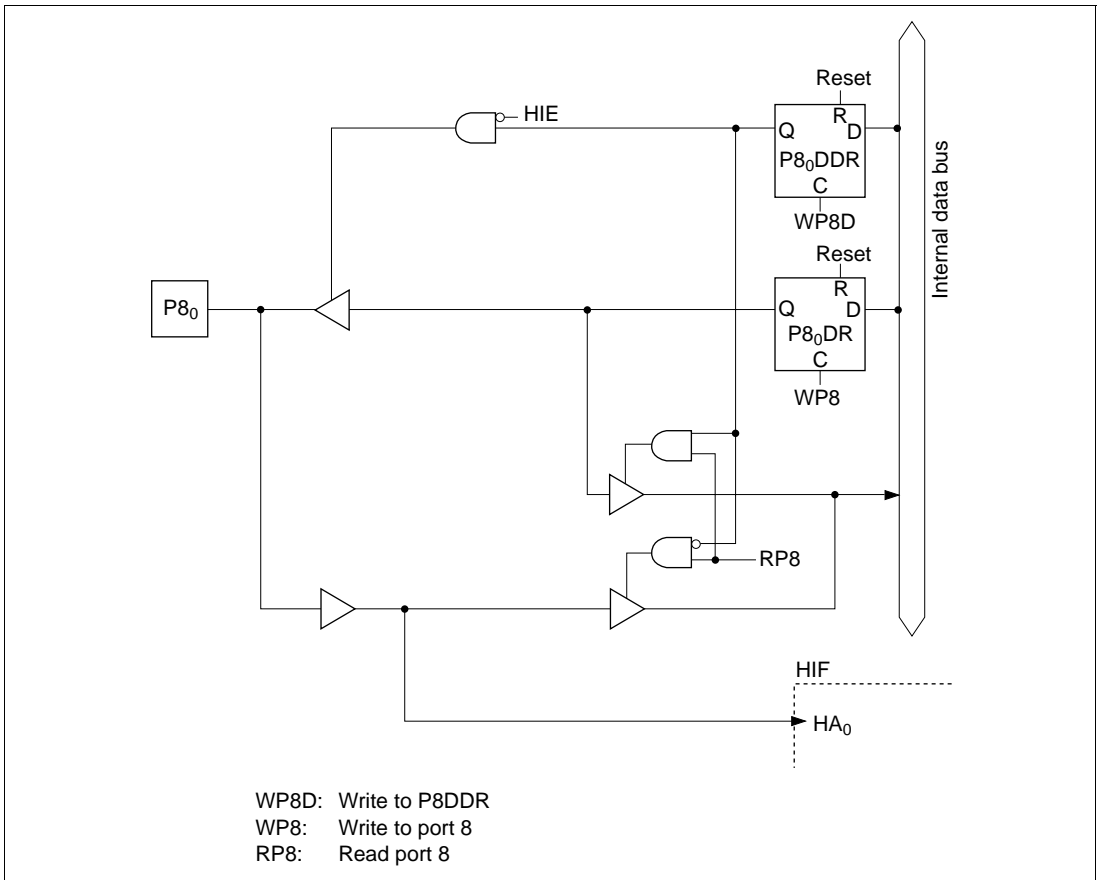 Reset
HIE
R
Q
D
P8₀DDR
C
WP8D
Internal data bus
Reset
R
P8₀
Q
D
P8₀DR
C
WP8
RP8
HIF
HA₀
WP8D: Write to P8DDR
WP8: Write to port 8
RP8: Read port 8